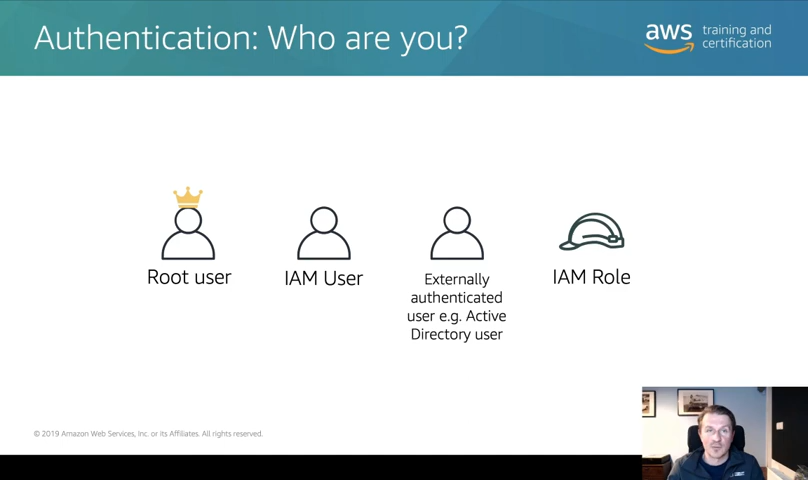 Authentication: Who are you?
aws
training and
certification
Root user
IAM User
Externally
authenticated
user e.g. Active
Directory user
IAM Role
© 2019 Amazon Web Services, Inc. or its Affiliates. All rights reserved.